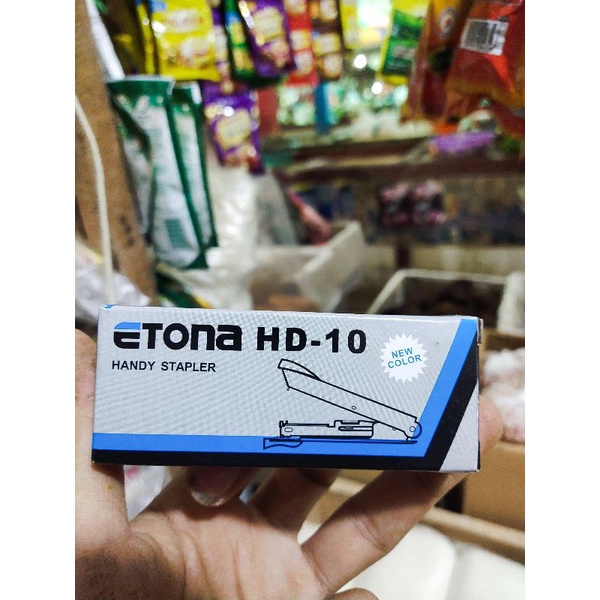 ETONA HD-10
HANDY STAPLER
NEW
COLOR